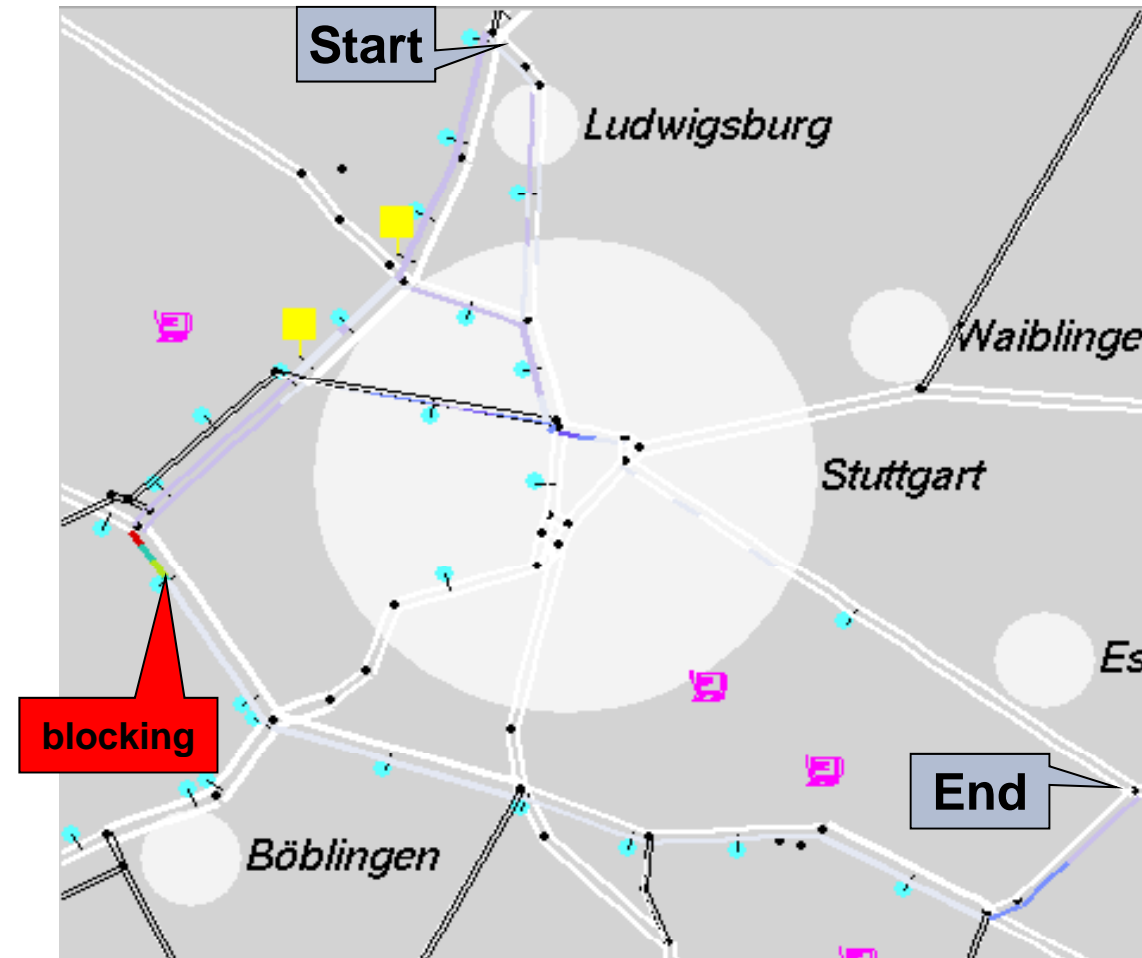 Start
Ludwigsburg
Waiblinge
Stuttgart
Es
blocking
End
Böblingen